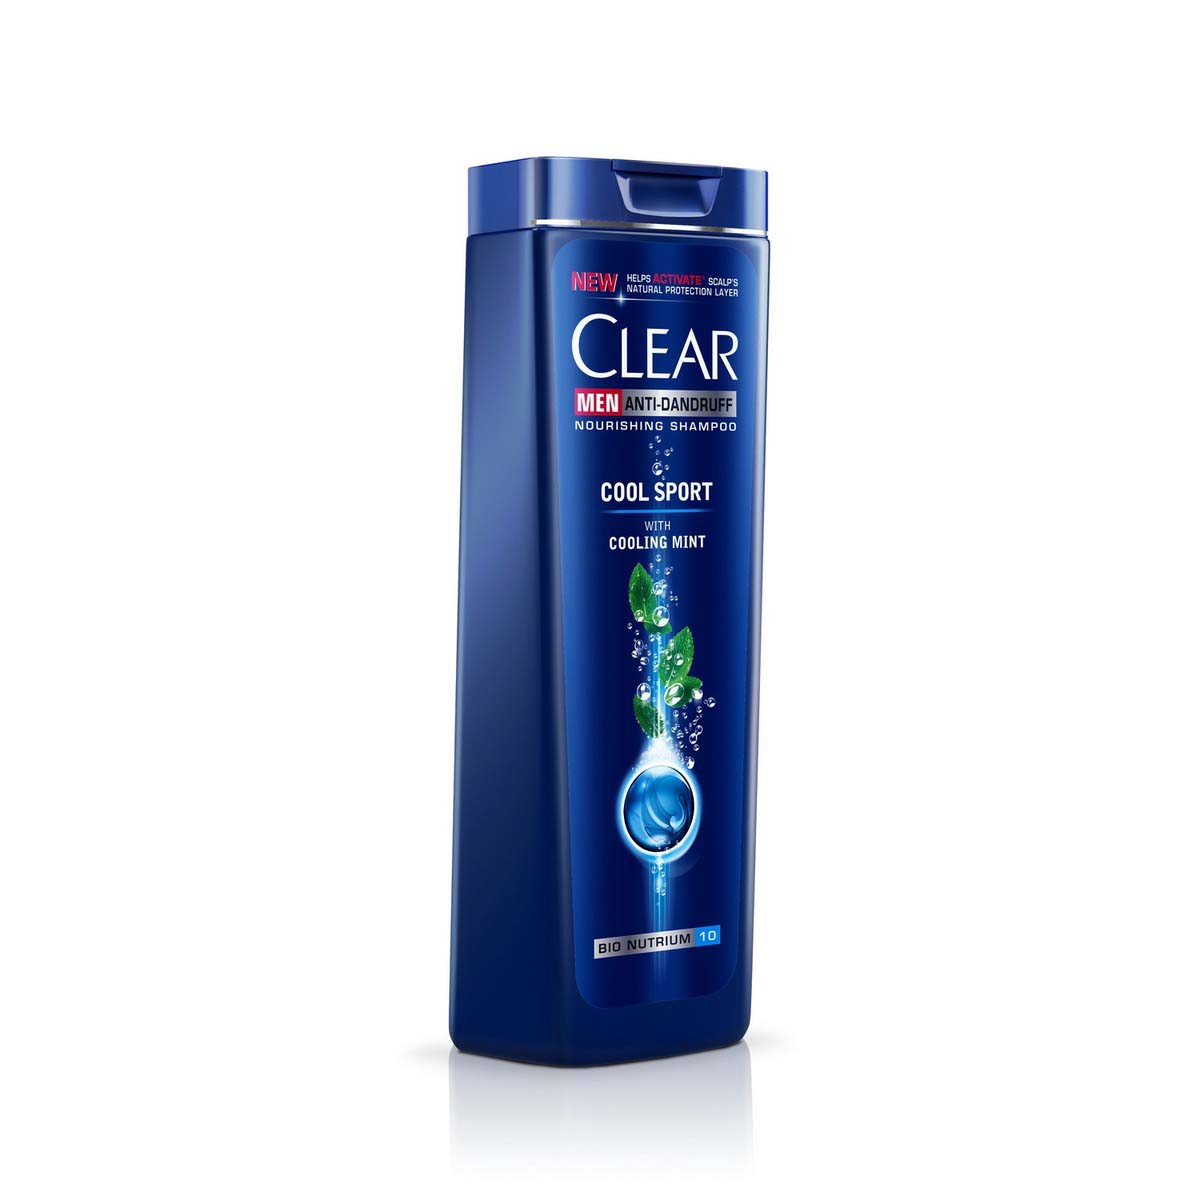 NEW HELPS ACTIVATE* SCALP'S
NATURAL PROTECTION LAYER
CLEAR
MEN ANTI-DANDRUFF
NOURISHING SHAMPOO
COOL SPORT
WITH
COOLING MINT
BIO NUTRIUM 10